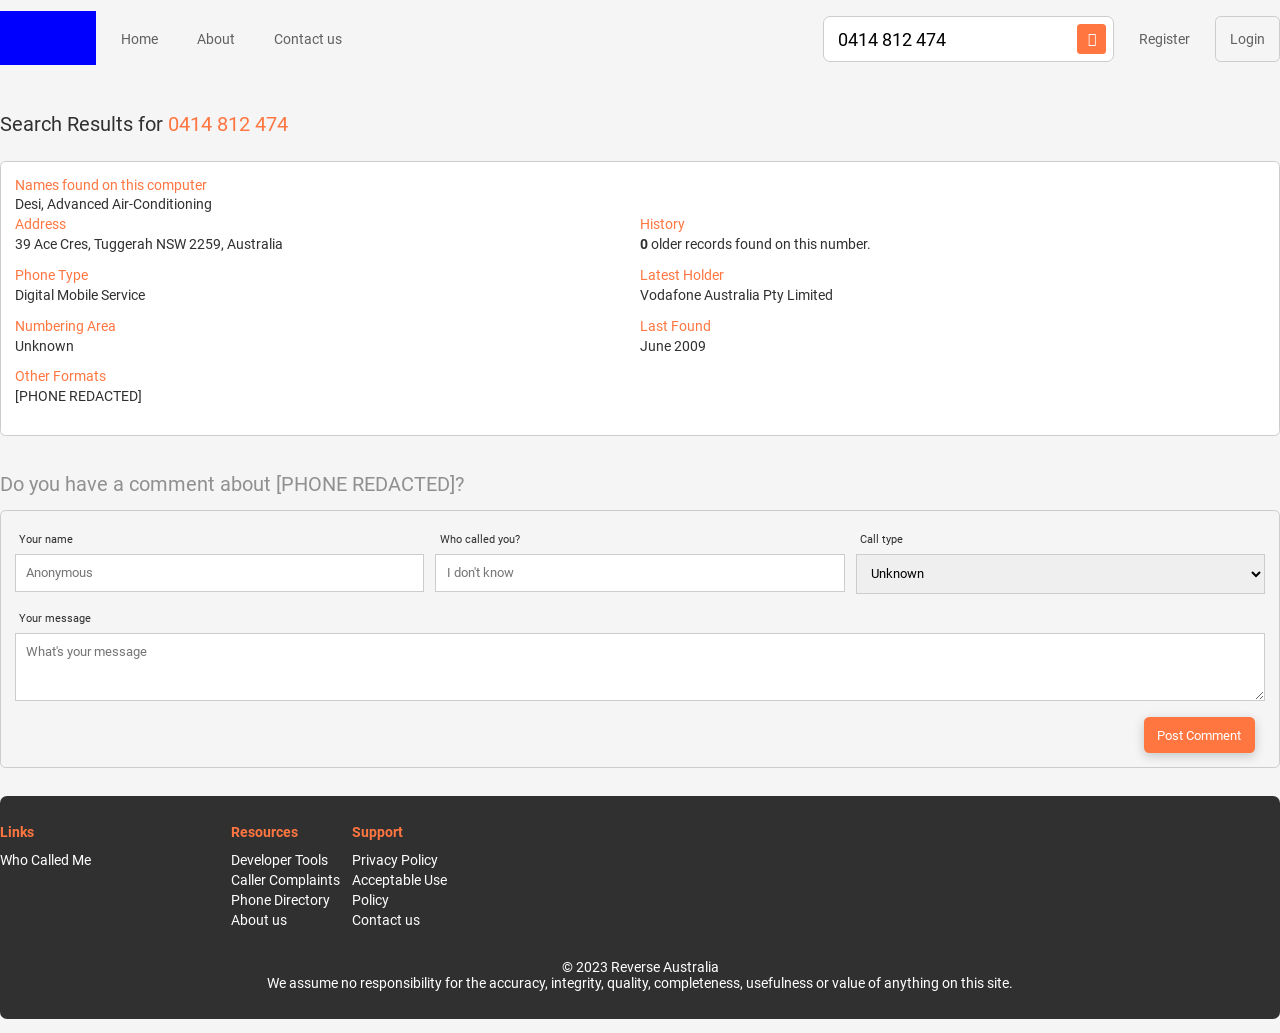 Home About Contact us 0414 812 474 Register Login
Search Results for 0414 812 474
Names found on this computer
Desi, Advanced Air-Conditioning
Address
39 Ace Cres, Tuggerah NSW 2259, Australia
History
0 older records found on this number.
Phone Type
Digital Mobile Service
Latest Holder
Vodafone Australia Pty Limited
Numbering Area
Unknown
Last Found
June 2009
Other Formats
[PHONE REDACTED]
Do you have a comment about [PHONE REDACTED]?
Your name
Anonymous
Who called you?
I don't know
Call type
Unknown
Your message
What's your message
Post Comment
Links
Who Called Me
Resources
Developer Tools
Caller Complaints
Phone Directory
About us
Support
Privacy Policy
Acceptable Use
Policy
Contact us
© 2023 Reverse Australia
We assume no responsibility for the accuracy, integrity, quality, completeness, usefulness or value of anything on this site.